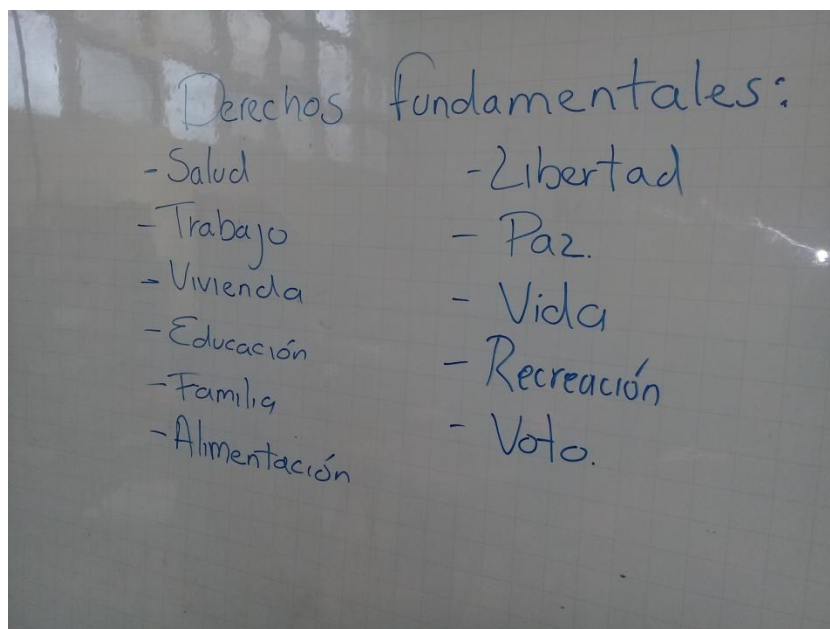 Derechos fundamentales:
- Salud
- Trabajo
- Vivienda
- Educación
- Familia
- Alimentación
- Libertad
- Paz.
- Vida
- Recreación
- Voto.